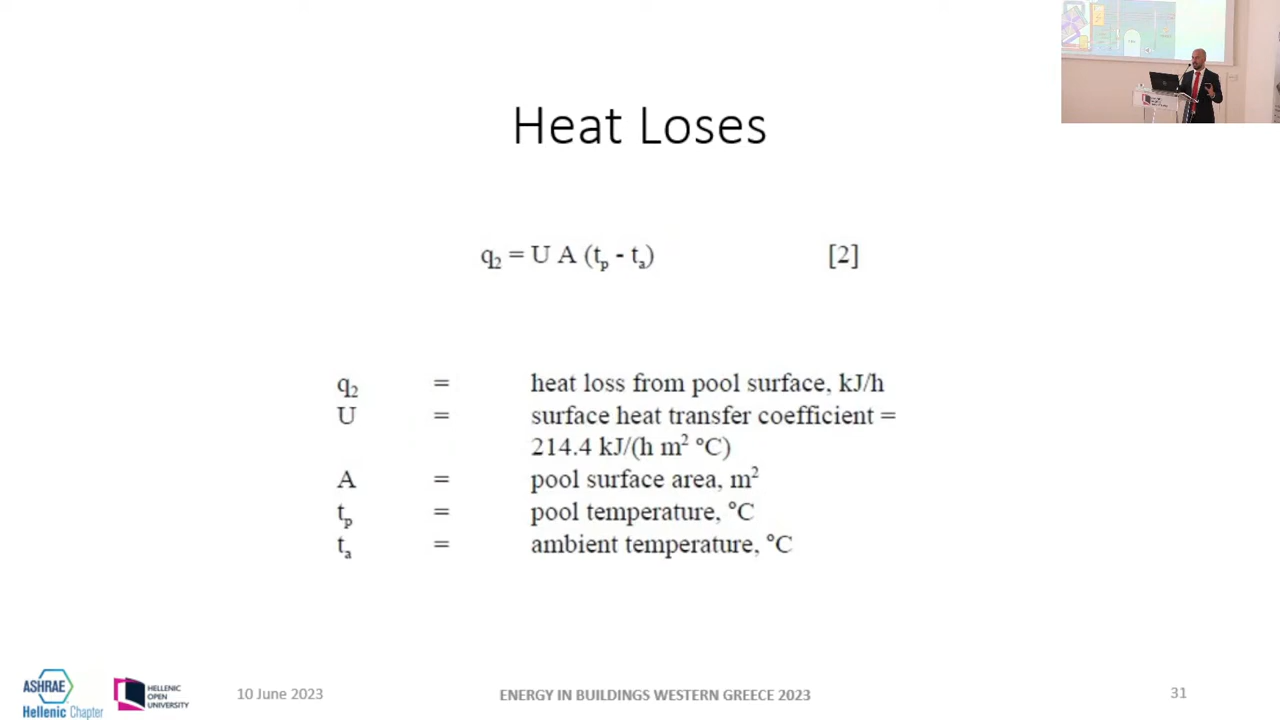 Heat Loses
q₂ = U A (tₚ - tₐ) [2]
q₂ = heat loss from pool surface, kJ/h
U = surface heat transfer coefficient =
214.4 kJ/(h m² °C)
A = pool surface area, m²
tₚ = pool temperature, °C
tₐ = ambient temperature, °C
ASHRAE
Hellenic Chapter
HELLENIC
OPEN
UNIVERSITY
10 June 2023
ENERGY IN BUILDINGS WESTERN GREECE 2023
31